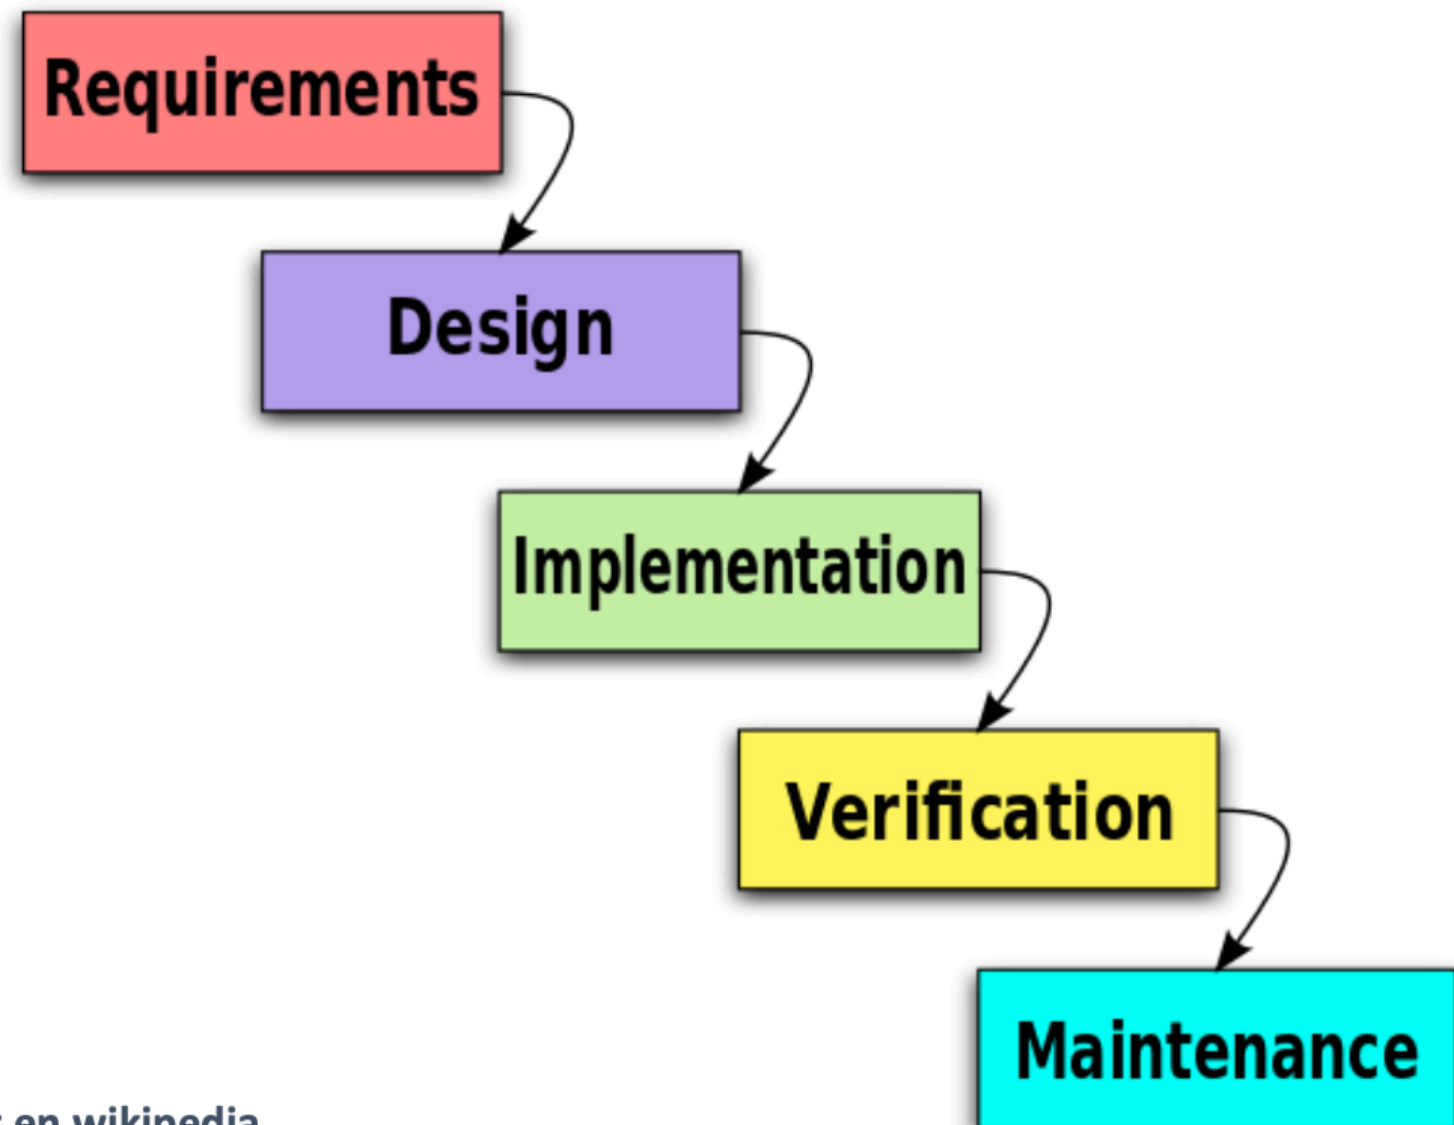 Requirements
Design
Implementation
Verification
Maintenance
en wikipedia